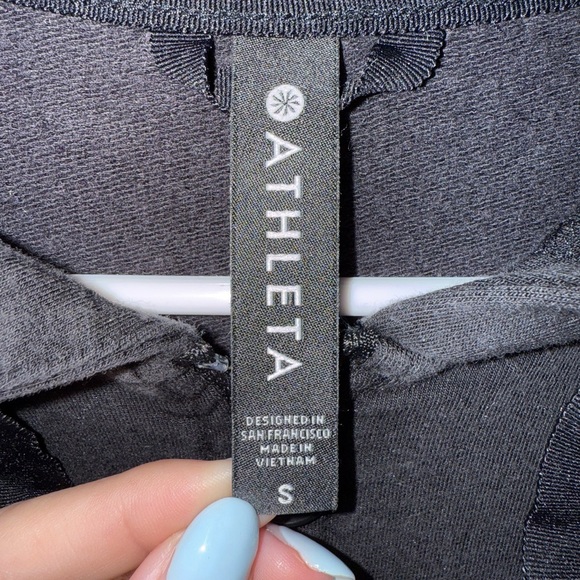 ATHLETA
DESIGNED IN
SAN FRANCISCO
MADE IN
VIETNAM
S